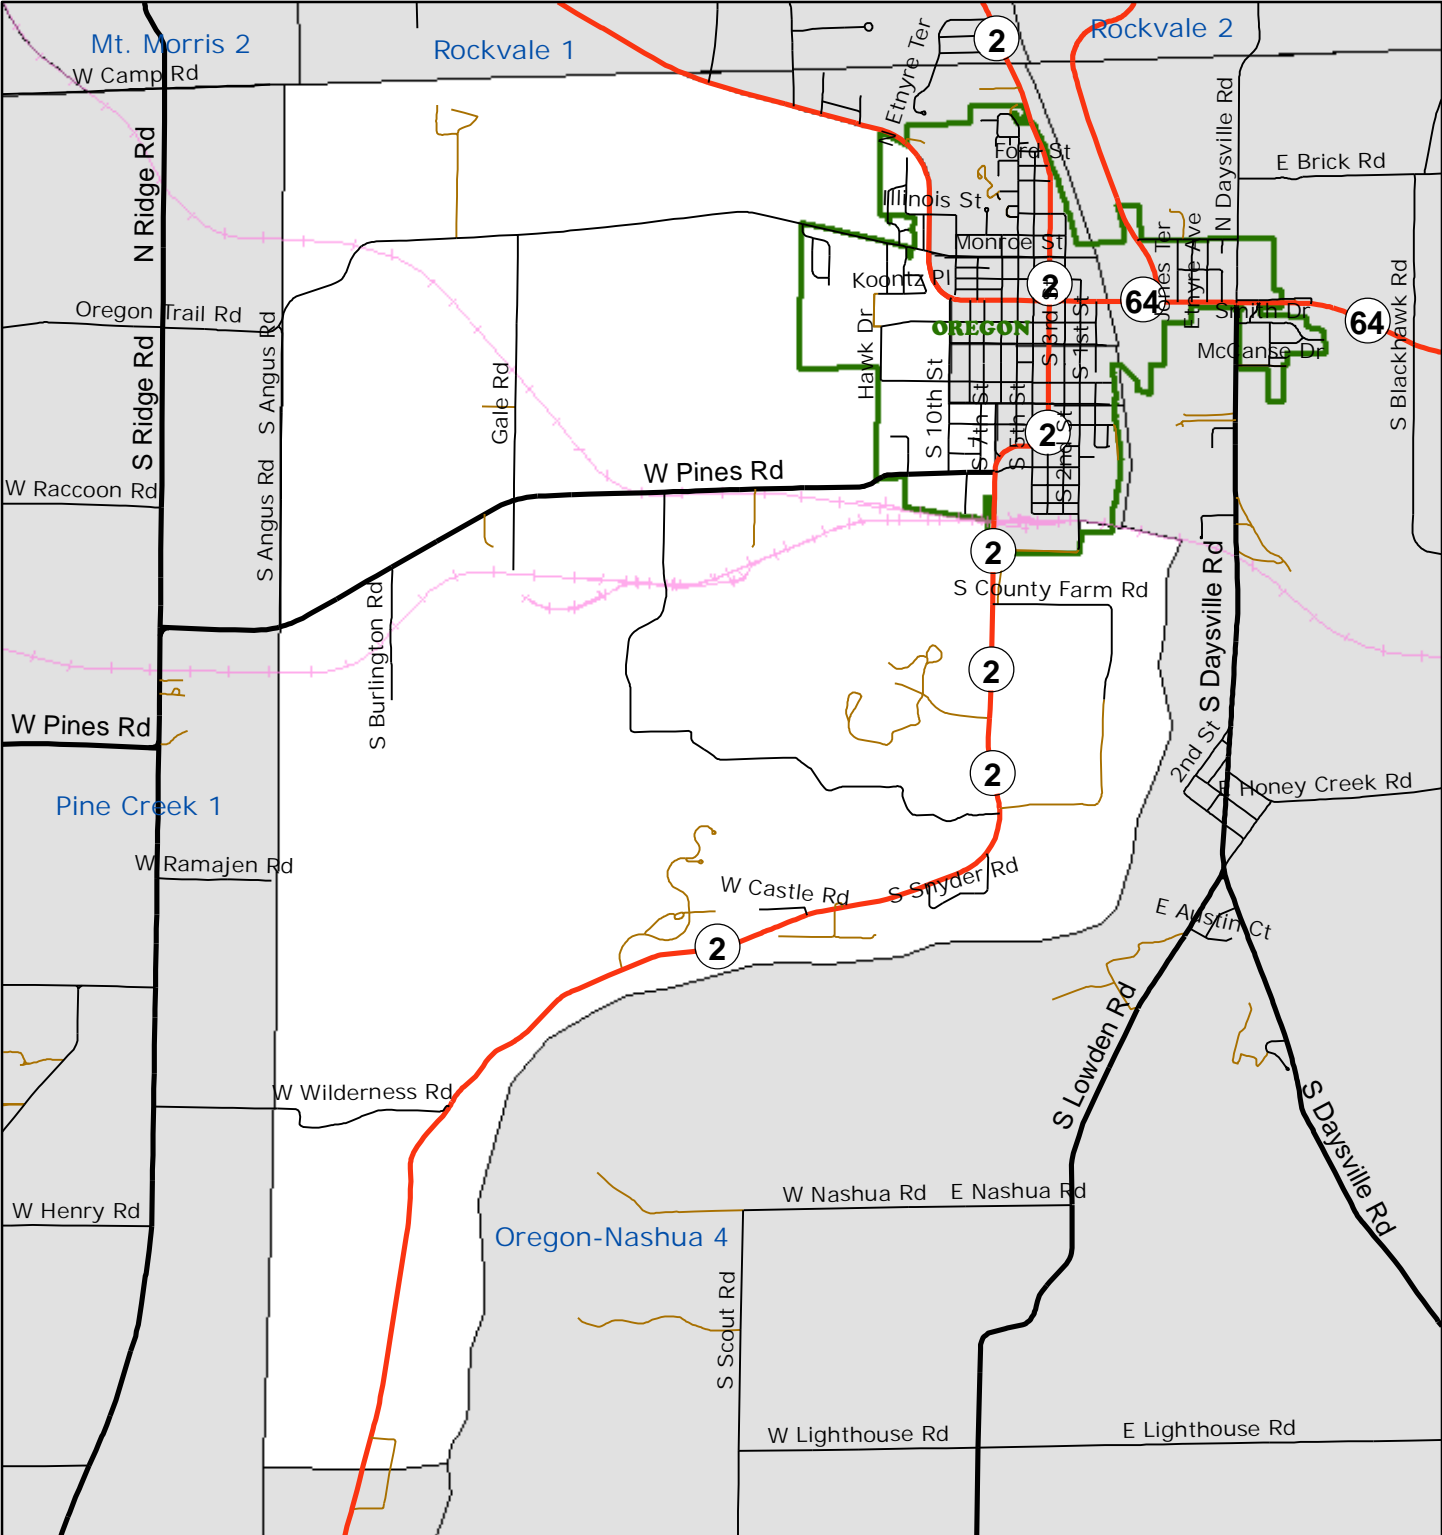 Mt. Morris 2
Rockvale 1
Rockvale 2
2
W Camp Rd
N Etnyre Ter
N Daysville Rd
N Ridge Rd
Ford St
E Brick Rd
Illinois St
Monroe St
Koontz Pl
2
64
Jones Ter
Etnyre Ave
Smith Dr
64
Oregon Trail Rd
OREGON
McCanse Dr
S Blackhawk Rd
S Ridge Rd
S Angus Rd
Gale Rd
Hawk Dr
S 10th St
S 7th St
S 5th St
S 3rd St
S 1st St
S 2nd St
2
W Pines Rd
W Raccoon Rd
S Angus Rd
2
S County Farm Rd
S Daysville Rd
S Burlington Rd
2
W Pines Rd
2nd St
2
E Honey Creek Rd
Pine Creek 1
W Ramajen Rd
W Castle Rd
S Snyder Rd
E Austin Ct
2
S Lowden Rd
W Wilderness Rd
S Daysville Rd
W Henry Rd
W Nashua Rd
E Nashua Rd
Oregon-Nashua 4
S Scout Rd
W Lighthouse Rd
E Lighthouse Rd